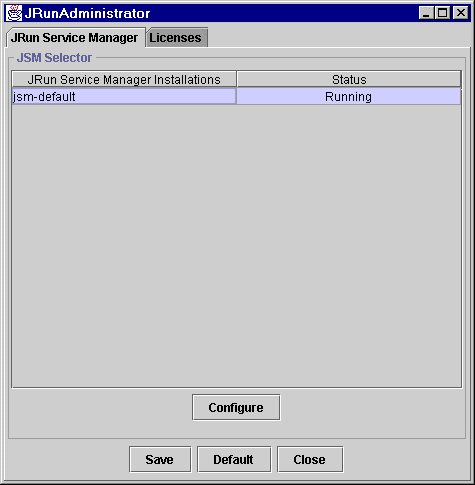 JRunAdministrator
JRun Service Manager Licenses
JSM Selector
JRun Service Manager Installations Status
jsm-default Running
Configure
Save Default Close